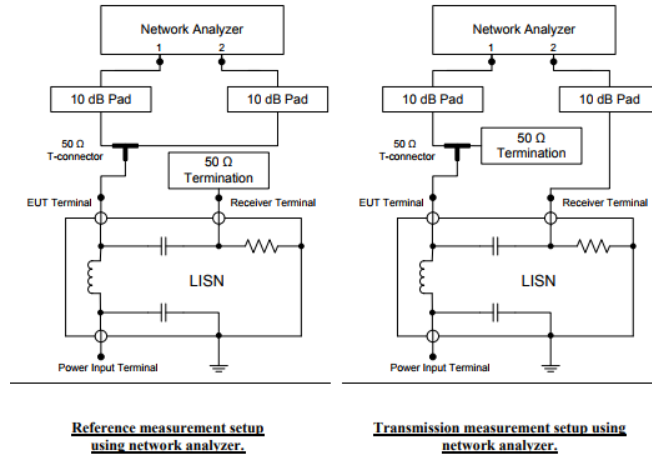 Network Analyzer
1
2
10 dB Pad
10 dB Pad
50 Ω
T-connector
50 Ω
Termination
EUT Terminal
Receiver Terminal
LISN
Power Input Terminal
Reference measurement setup
using network analyzer.
Network Analyzer
1
2
10 dB Pad
10 dB Pad
50 Ω
T-connector
50 Ω
Termination
EUT Terminal
Receiver Terminal
LISN
Power Input Terminal
Transmission measurement setup using
network analyzer.